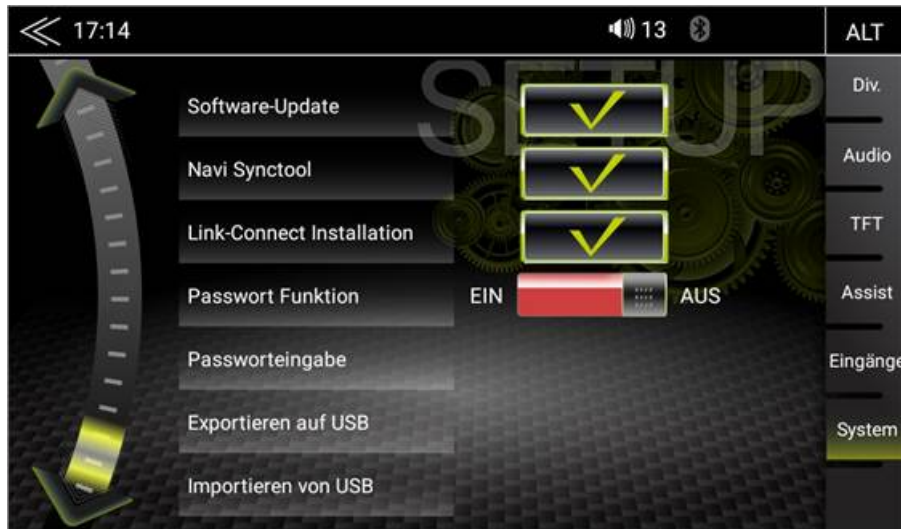 17:14
13
ALT
SETUP
Software-Update
Navi Synctool
Link-Connect Installation
Passwort Funktion
EIN
AUS
Passworteingabe
Exportieren auf USB
Importieren von USB
Div.
Audio
TFT
Assist
Eingänge
System